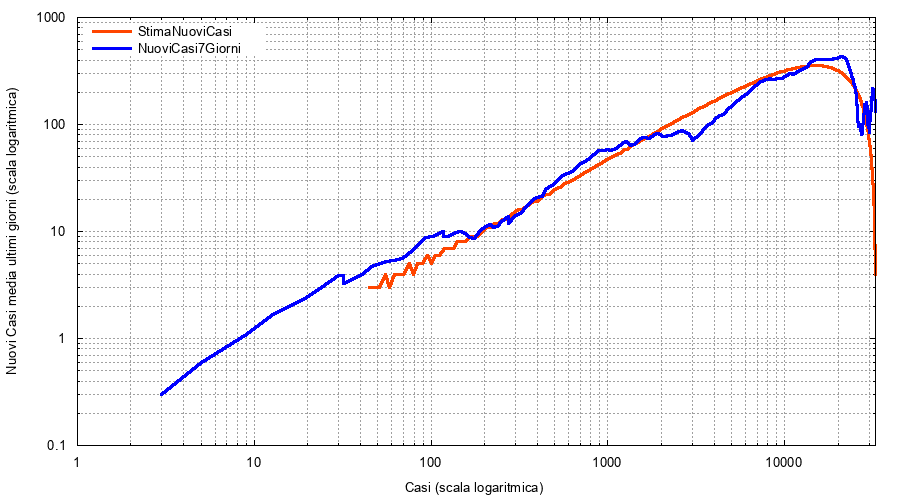 1000
100
10
1
0.1
Nuovi Casi media ultimi giorni (scala logaritmica)
StimaNuoviCasi
NuoviCasi7Giorni
1 10 100 1000 10000
Casi (scala logaritmica)